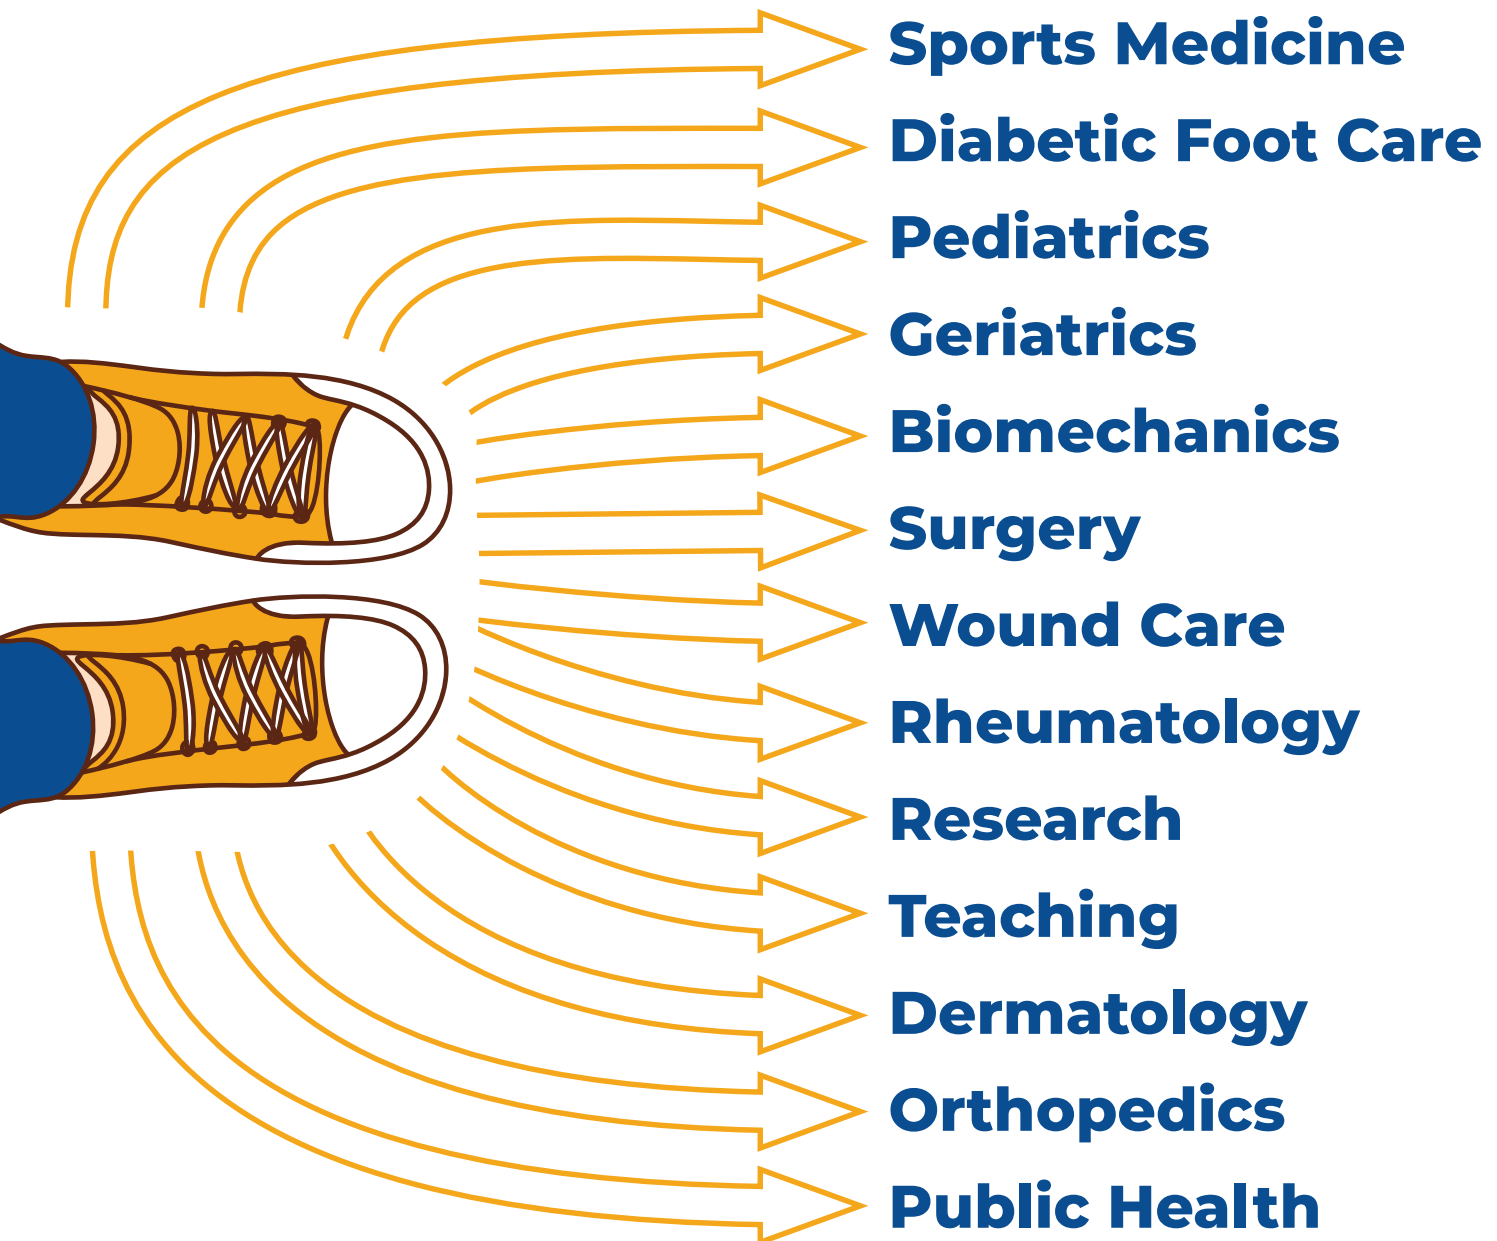 Sports Medicine
Diabetic Foot Care
Pediatrics
Geriatrics
Biomechanics
Surgery
Wound Care
Rheumatology
Research
Teaching
Dermatology
Orthopedics
Public Health